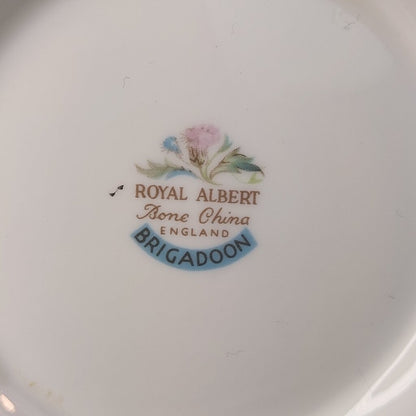 ROYAL ALBERT
Bone China
ENGLAND
BRIGADOON